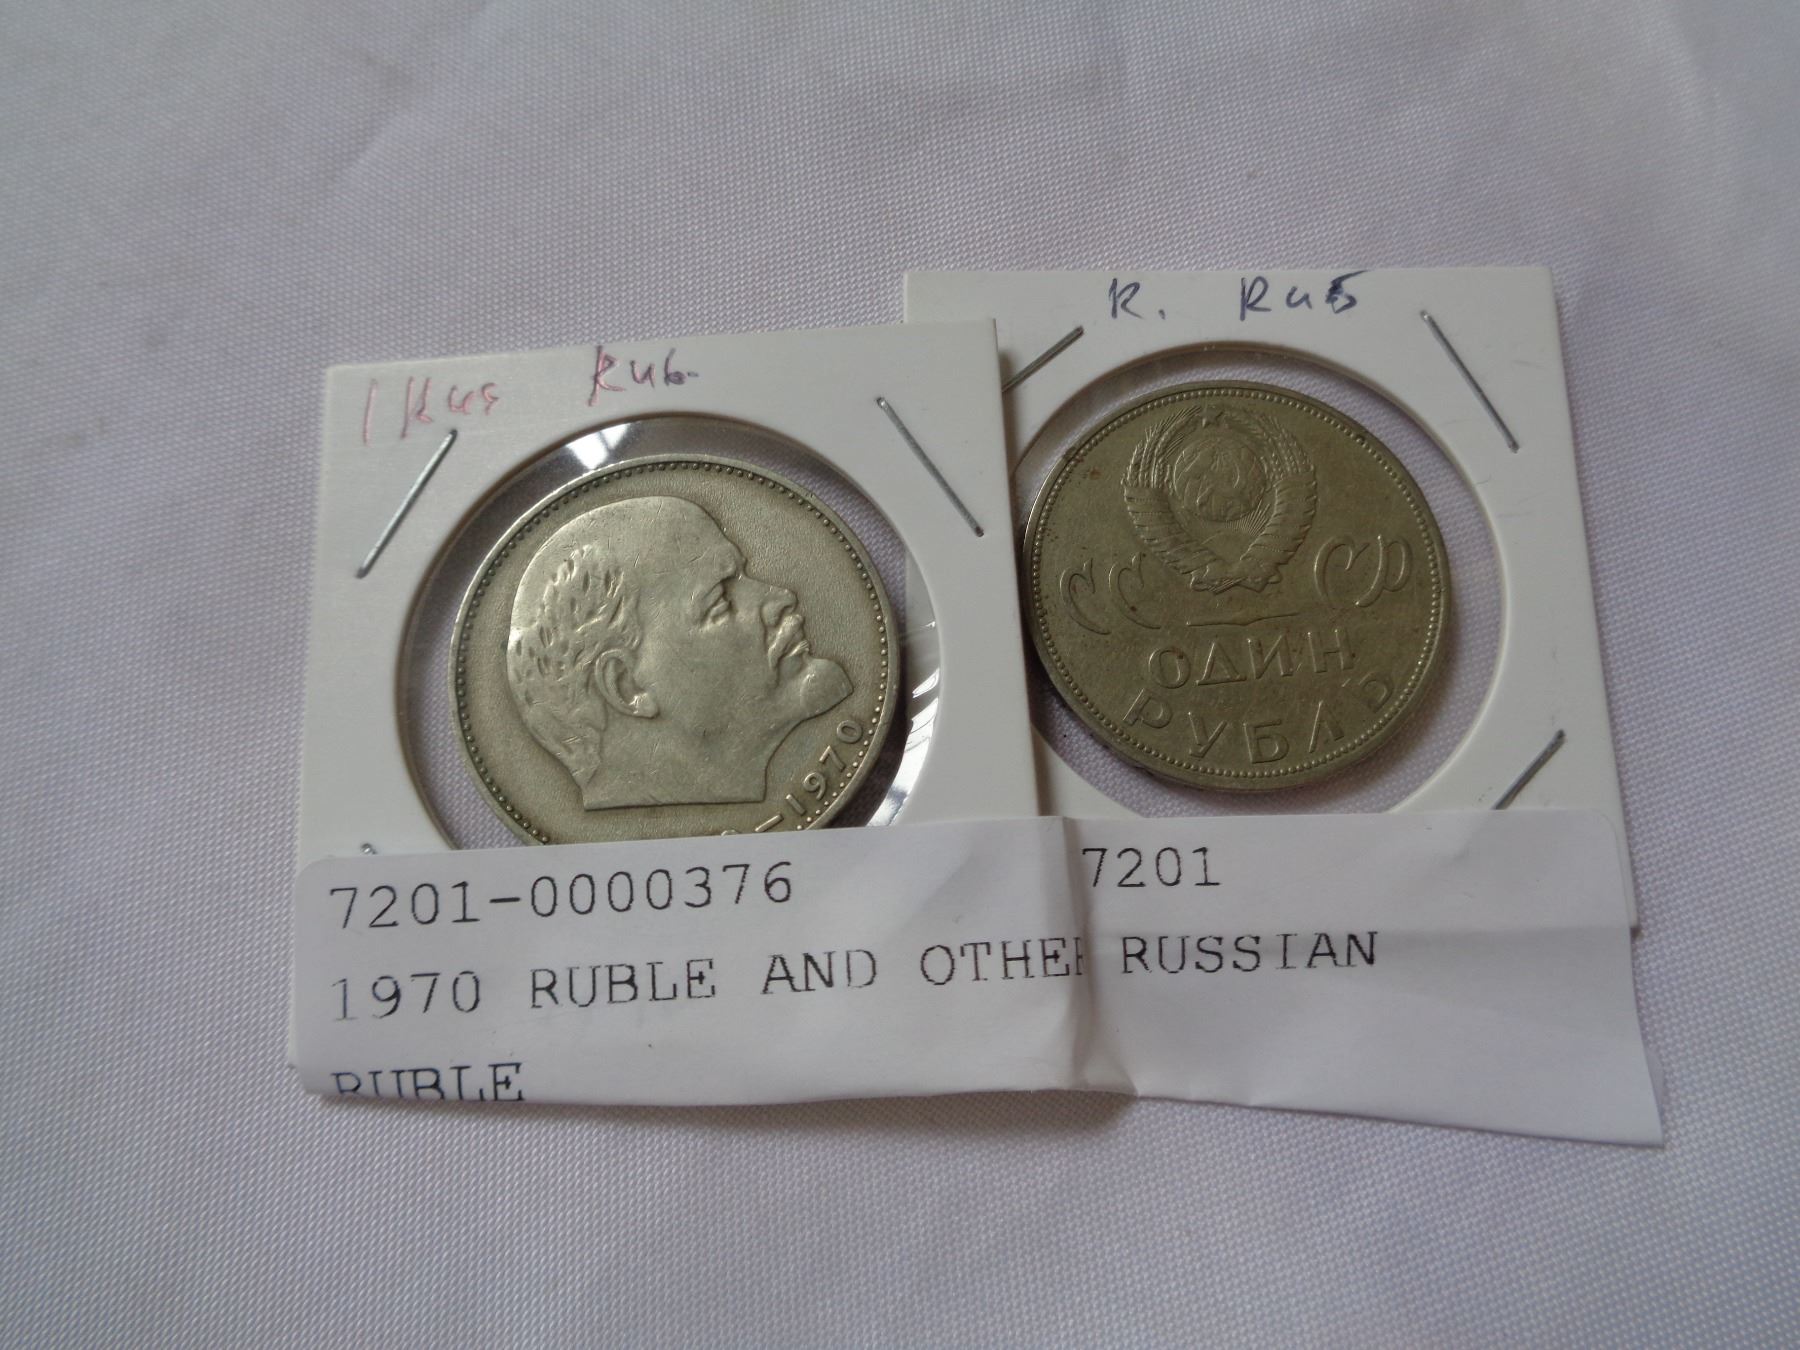 1 Rus Rub-
R. Rub
1970
СССР
ОДИН
РУБЛЬ
7201-0000376 7201
1970 RUBLE AND OTHER RUSSIAN
RUBLE